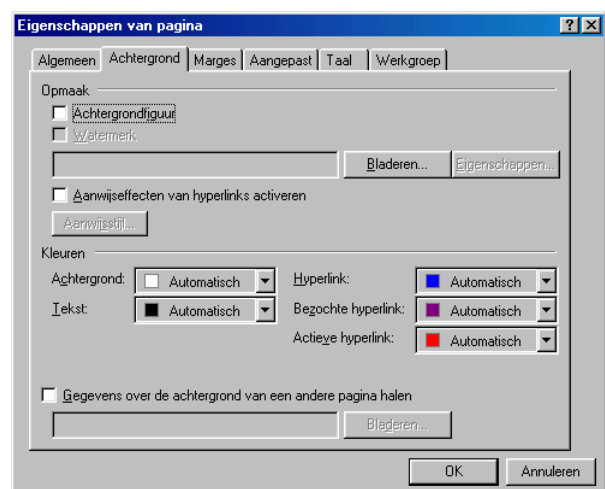 Eigenschappen van pagina
Algemeen Achtergrond Marges Aangepast Taal Werkgroep
Opmaak
Achtergrondfiguur
Watermerk
Bladeren... Eigenschappen...
Aanwijseffecten van hyperlinks activeren
Aanwijsstijl...
Kleuren
Achtergrond: Automatisch Hyperlink: Automatisch
Tekst: Automatisch Bezochte hyperlink: Automatisch
Actieve hyperlink: Automatisch
Gegevens over de achtergrond van een andere pagina halen
Bladeren...
OK Annuleren